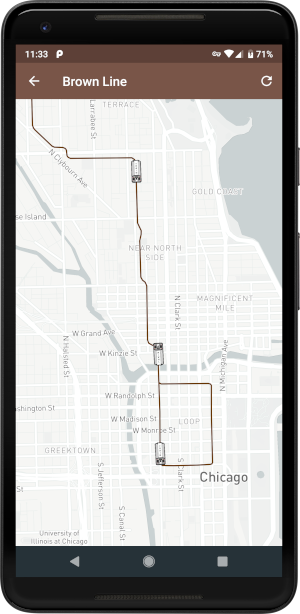 11:33
71%
Brown Line
Larrabee St
TERRACE
N Clybourn Ave
GOLD COAST
se Island
NEAR NORTH
SIDE
N Clark St
MAGNIFICENT
MILE
W Grand Ave
N Halsted St
W Kinzie St
N Michigan Ave
W Randolph St
ashington St
W Madison St
LOOP
W Monroe St
GREEKTOWN
S Jefferson St
S Clark St
Chicago
S Canal St
University of
Illinois at Chicago